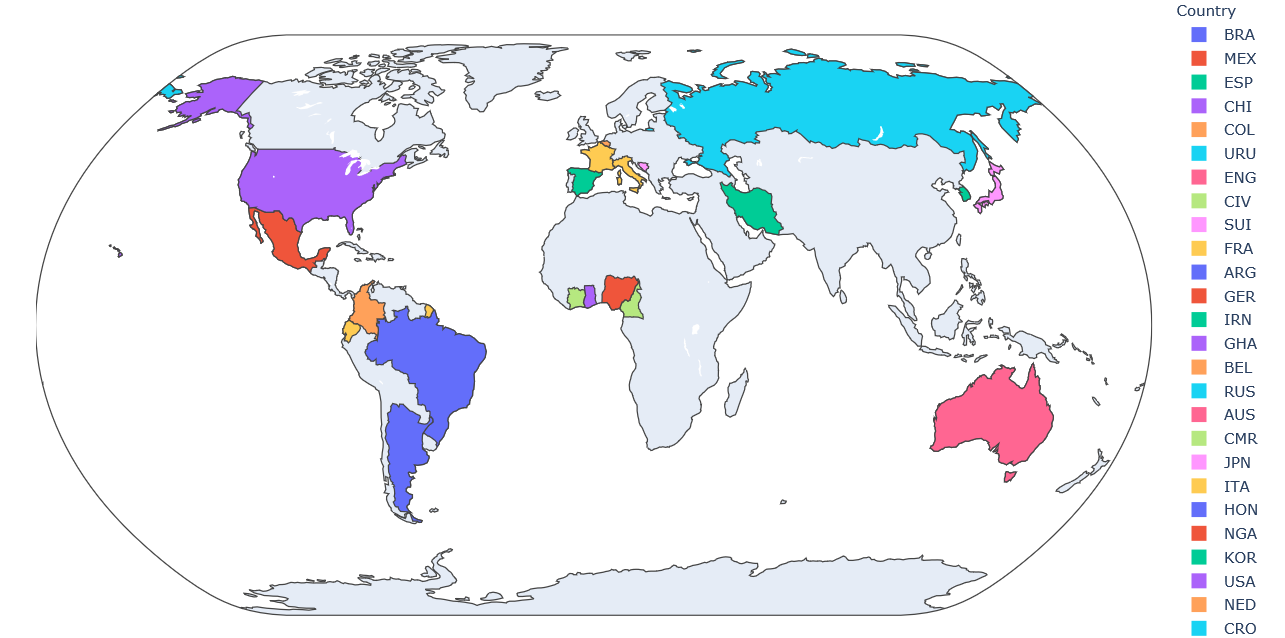 Country
BRA
MEX
ESP
CHI
COL
URU
ENG
CIV
SUI
FRA
ARG
GER
IRN
GHA
BEL
RUS
AUS
CMR
JPN
ITA
HON
NGA
KOR
USA
NED
CRO